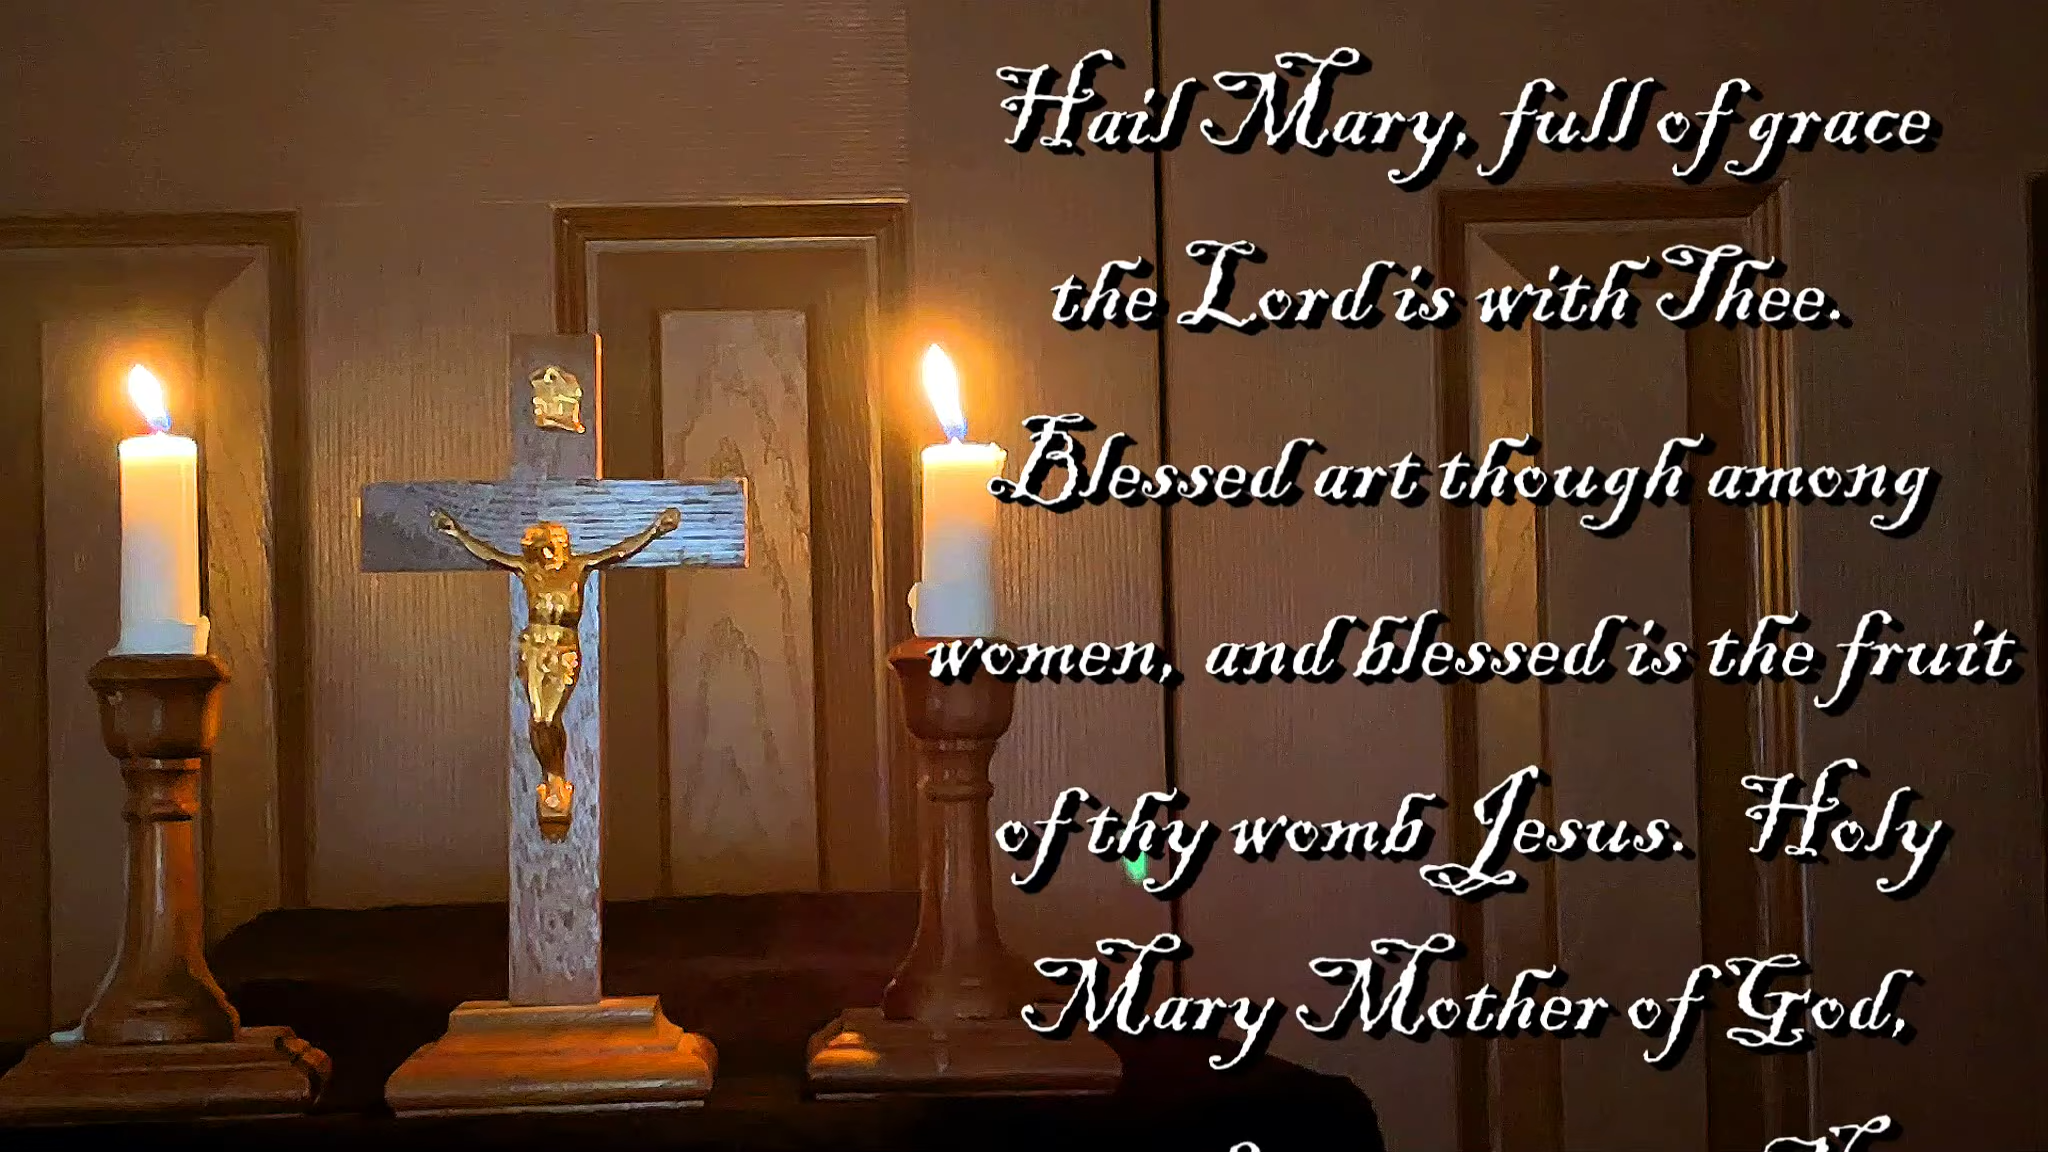 Hail Mary, full of grace
the Lord is with Thee.
Blessed art though among
women, and blessed is the fruit
of thy womb Jesus. Holy
Mary Mother of God,